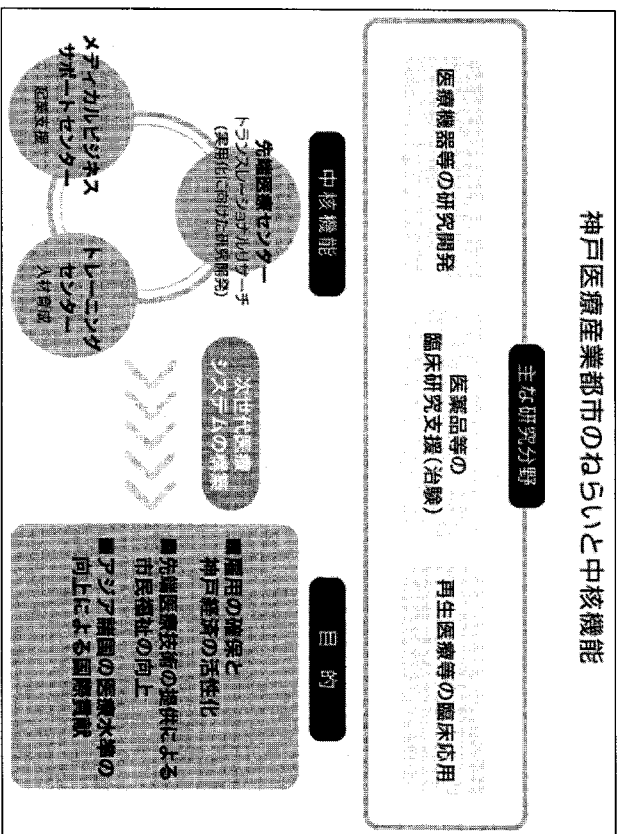 神戸医療産業都市のねらいと中核機能
主な研究分野
医療機器等の研究開発
医薬品等の
臨床研究支援(治験)
再生医療等の臨床応用
中核機能
先端医療センター
トランスレーショナルリサーチ
(実用化に向けた研究開発)
メディカルビジネス
サポートセンター
起業支援
トレーニング
センター
人材育成
次世代医療
システムの構築
目的
■雇用の確保と
神戸経済の活性化
■先端医療技術の提供による
市民福祉の向上
■アジア諸国の医療水準の
向上による国際貢献